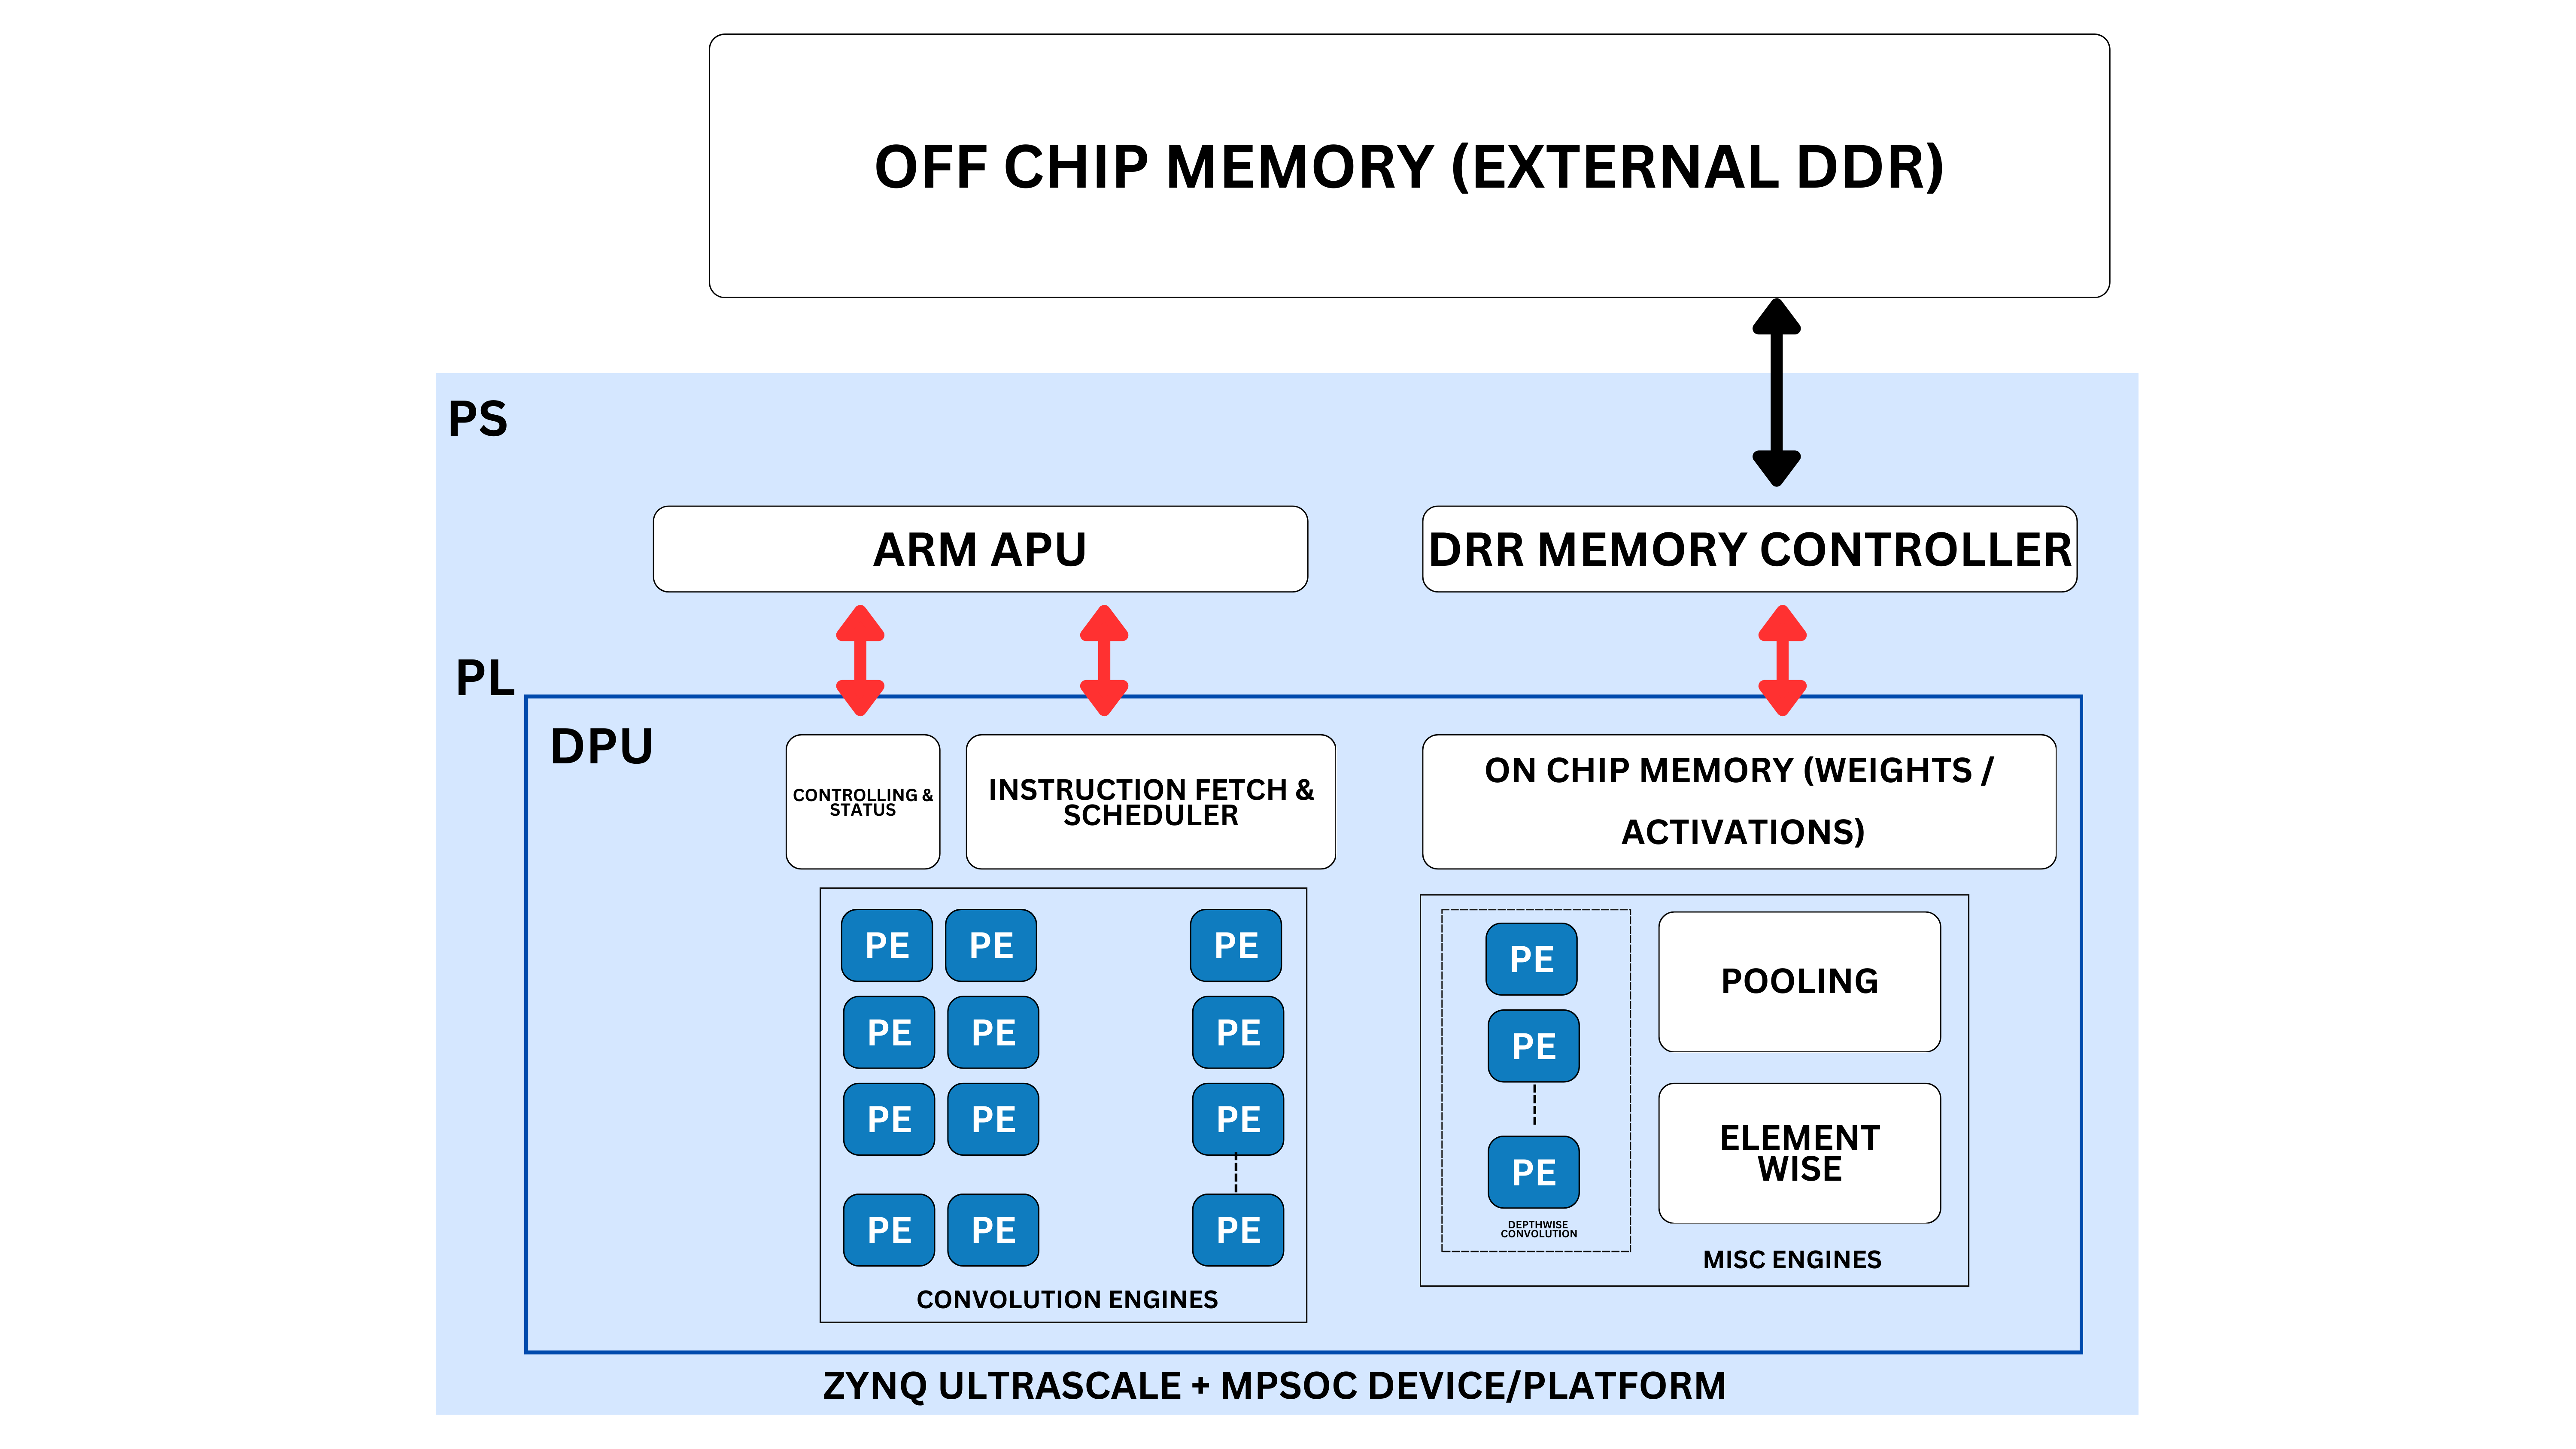 OFF CHIP MEMORY (EXTERNAL DDR)
PS
ARM APU
DRR MEMORY CONTROLLER
PL
DPU
CONTROLLING &
STATUS
INSTRUCTION FETCH &
SCHEDULER
ON CHIP MEMORY (WEIGHTS /
ACTIVATIONS)
PE PE PE
PE PE PE
PE PE PE
PE PE PE
CONVOLUTION ENGINES
PE
PE
PE
DEPTHWISE
CONVOLUTION
POOLING
ELEMENT
WISE
MISC ENGINES
ZYNQ ULTRASCALE + MPSOC DEVICE/PLATFORM